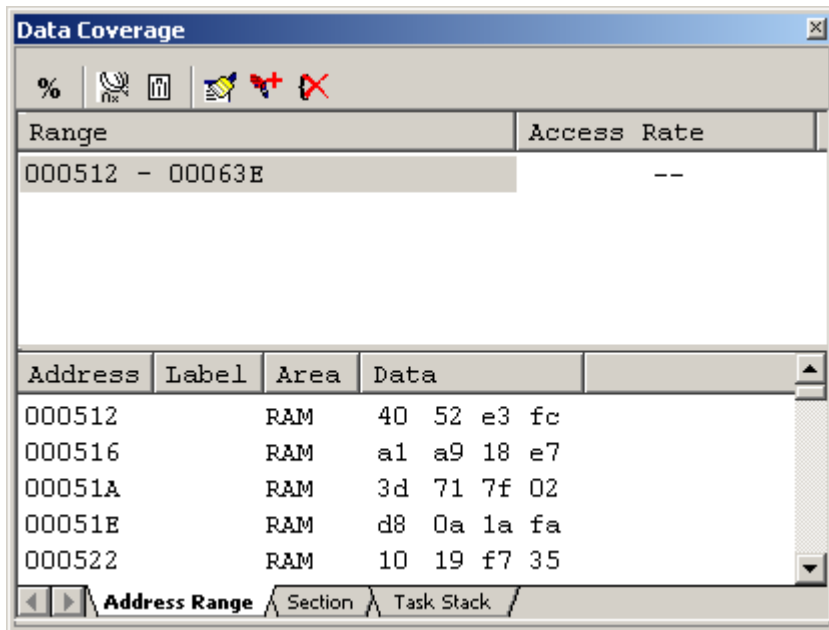 Data Coverage
%
Range Access Rate
000512 - 00063E --
Address Label Area Data
000512 RAM 40 52 e3 fc
000516 RAM a1 a9 18 e7
00051A RAM 3d 71 7f 02
00051E RAM d8 0a 1a fa
000522 RAM 10 19 f7 35
Address Range Section Task Stack